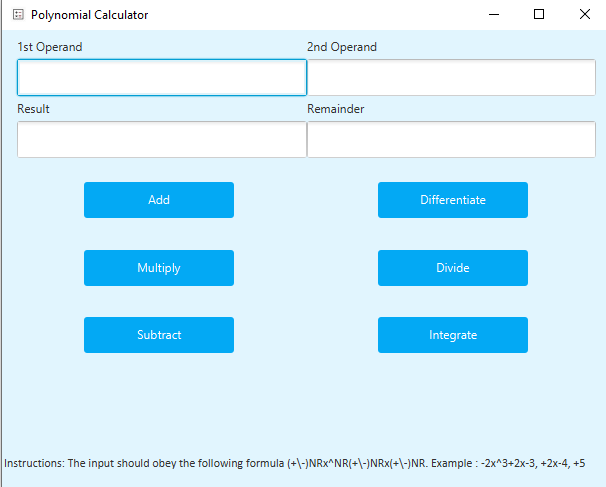 Polynomial Calculator
1st Operand 2nd Operand
Result Remainder
Add Differentiate
Multiply Divide
Subtract Integrate
Instructions: The input should obey the following formula (+\-)NRx^NR(+\-)NRx(+\-)NR. Example : -2x^3+2x-3, +2x-4, +5